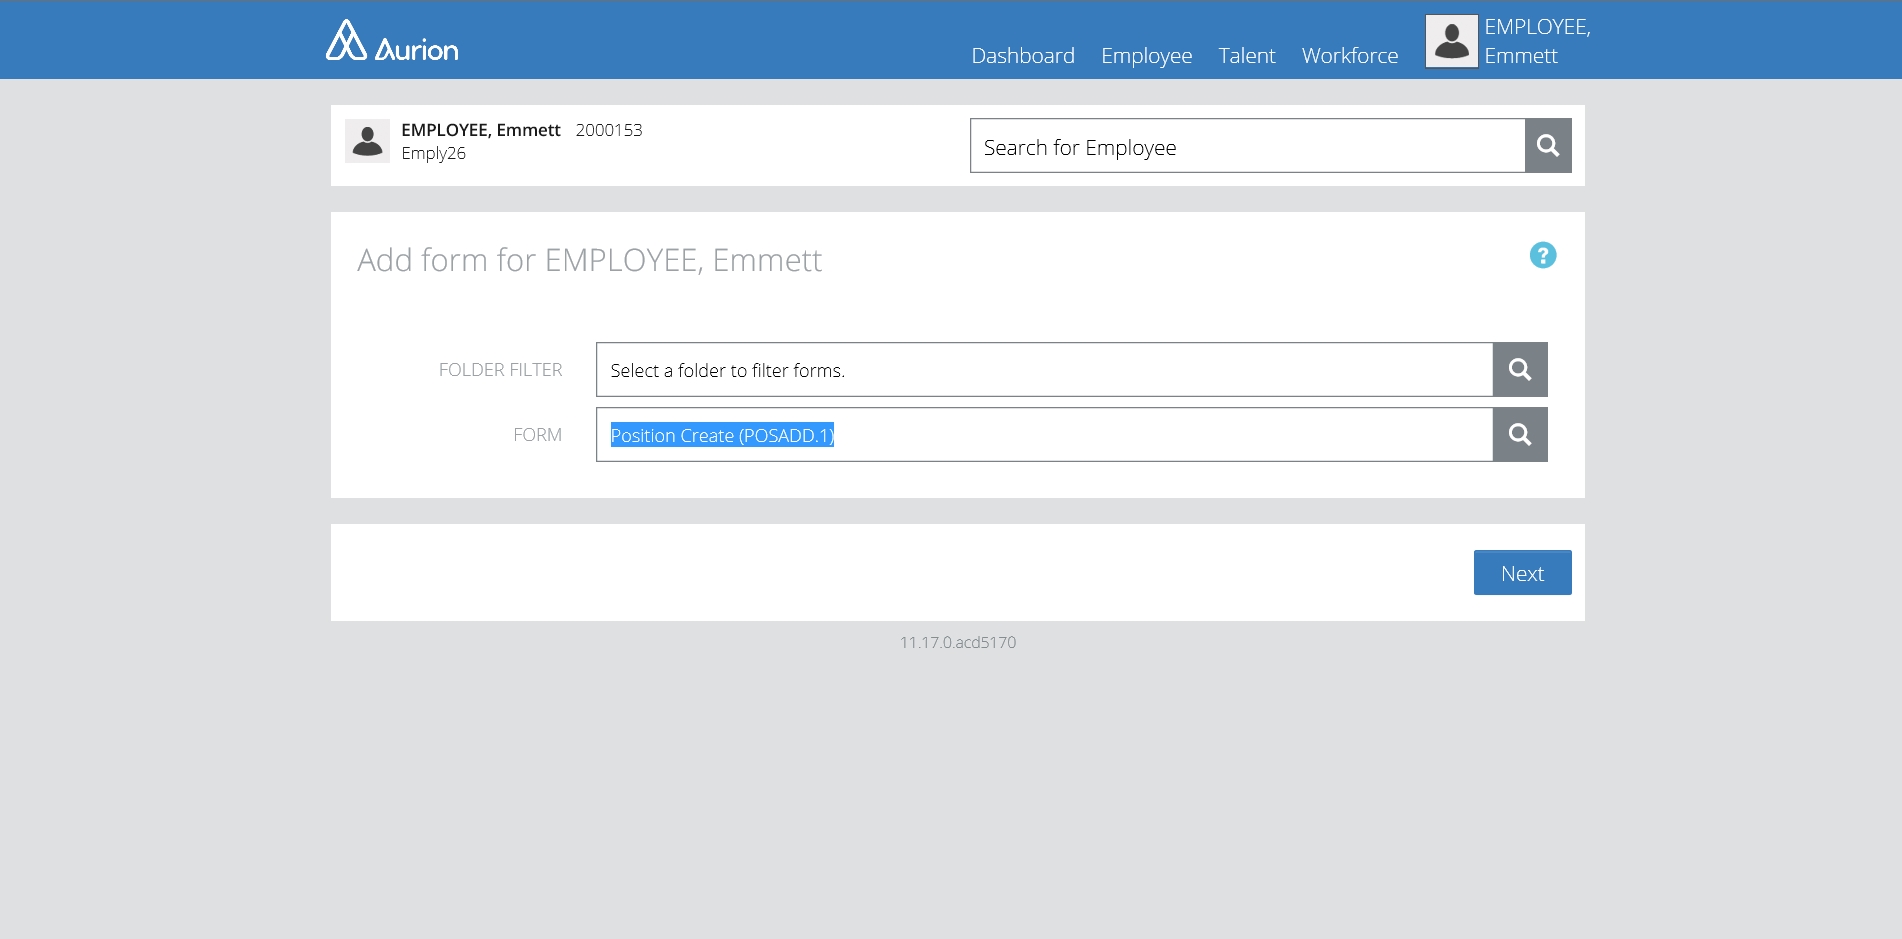 Aurion
Dashboard Employee Talent Workforce EMPLOYEE,
Emmett
EMPLOYEE, Emmett 2000153
Emply26
Search for Employee
Add form for EMPLOYEE, Emmett
?
FOLDER FILTER Select a folder to filter forms.
FORM Position Create (POSADD.1)
Next
11.17.0.acd5170